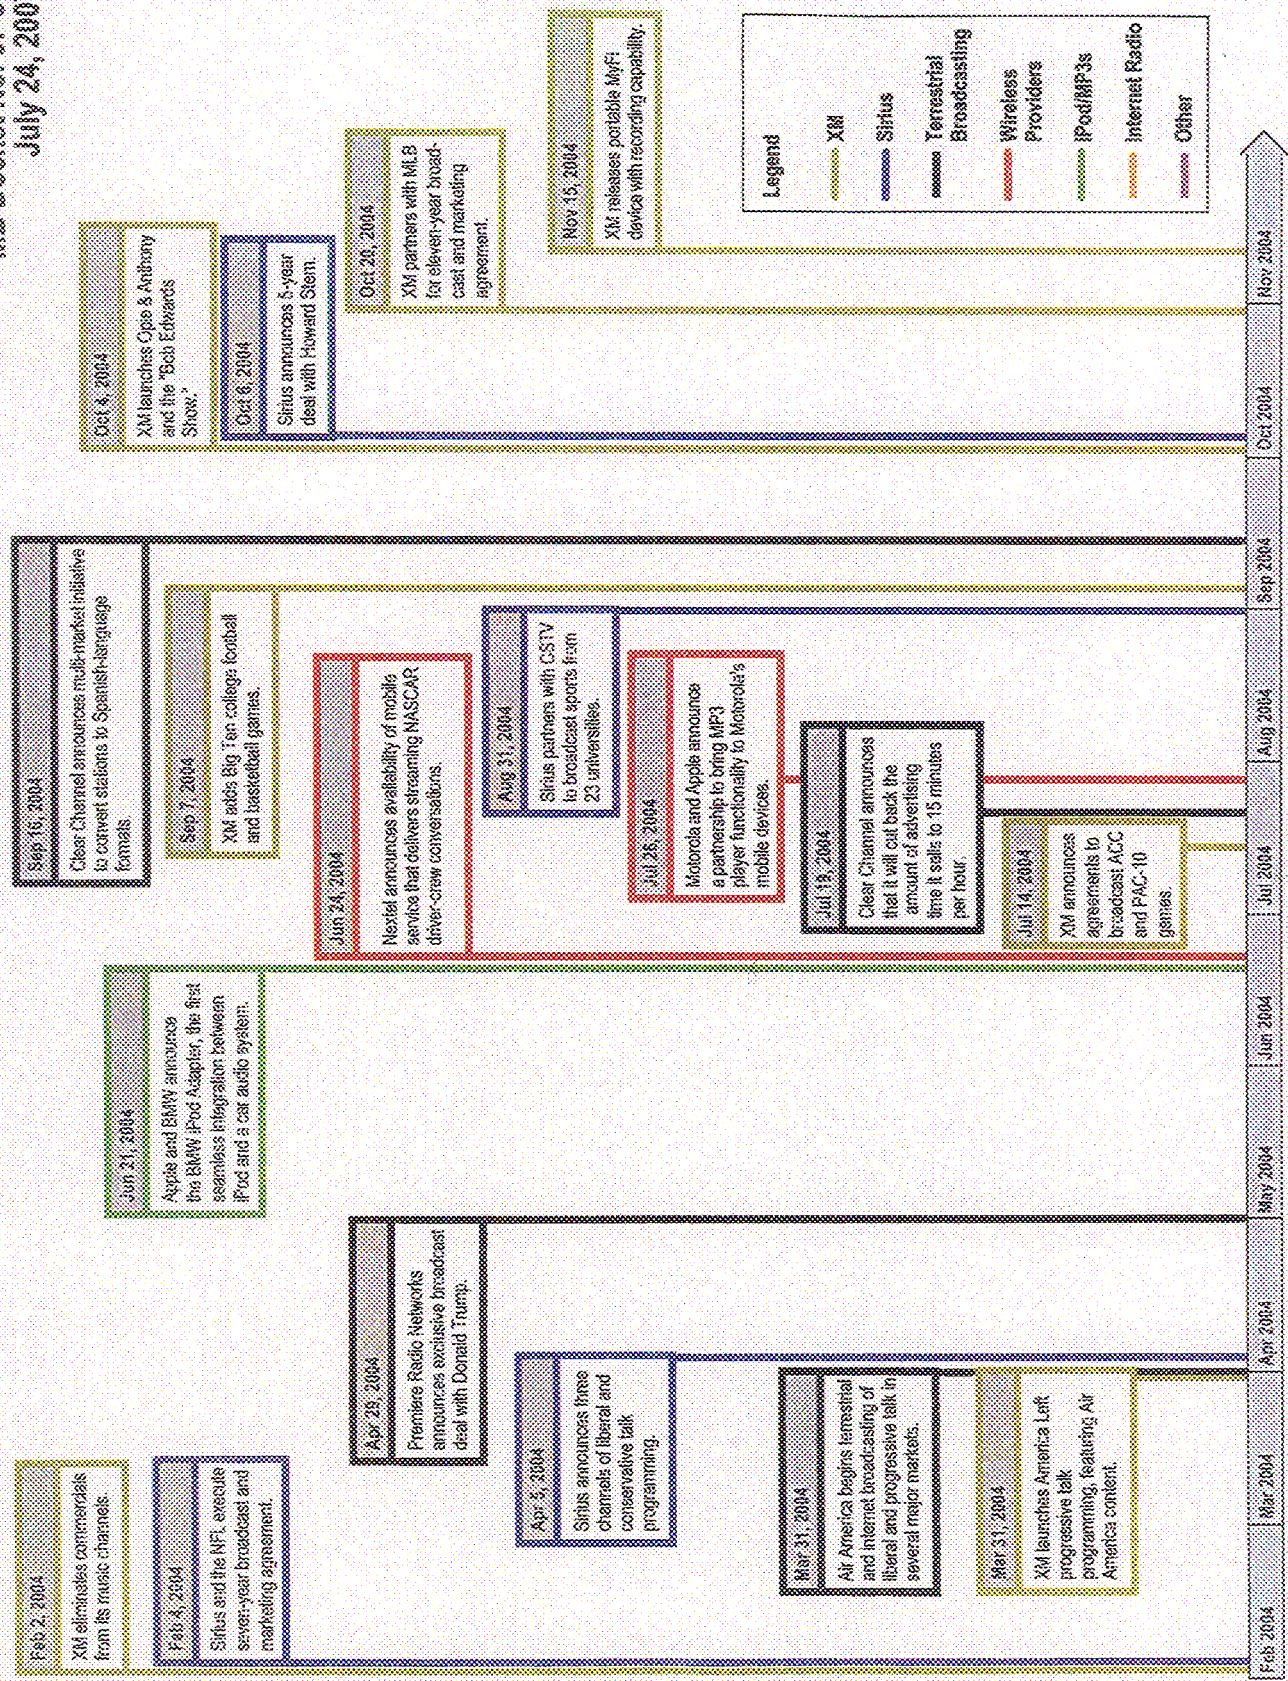 July 24, 200
Feb 2, 2004
XM eliminates commercials
from its music channels.
Feb 4, 2004
Sirius and the NFL execute
seven-year broadcast and
marketing agreement.
Mar 31, 2004
Air America begins terrestrial
and internet broadcasting of
liberal and progressive talk in
several major markets.
Mar 31, 2004
XM launches America Left
progressive talk
programming, featuring Air
America content.
Apr 5, 2004
Sirius announces three
channels of liberal and
conservative talk
programming.
Apr 29, 2004
Premiere Radio Networks
announces exclusive broadcast
deal with Donald Trump.
Jun 21, 2004
Apple and BMW announce
the BMW iPod Adapter, the first
seamless integration between
iPod and a car audio system.
Jun 24, 2004
Nextel announces availability of mobile
service that delivers streaming NASCAR
driver-crew conversations.
Jul 14, 2004
XM announces
agreements to
broadcast ACC
and PAC-10
games.
Jul 19, 2004
Clear Channel announces
that it will cut back the
amount of advertising
time it sells to 15 minutes
per hour.
Jul 26, 2004
Motorola and Apple announce
a partnership to bring MP3
player functionality to Motorola's
mobile devices.
Aug 31, 2004
Sirius partners with CSTV
to broadcast sports from
23 universities.
Sep 7, 2004
XM adds Big Ten college football
and basketball games.
Sep 16, 2004
Clear Channel announces multi-market initiative
to convert stations to Spanish-language
formats
Oct 4, 2004
XM launches Opie & Anthony
and the "Bob Edwards
Show."
Oct 6, 2004
Sirius announces 5-year
deal with Howard Stern.
Oct 20, 2004
XM partners with MLB
for eleven-year broad-
cast and marketing
agreement.
Nov 15, 2004
XM releases portable MyFi
device with recording capability.
Legend
XM
Sirius
Terrestrial
Broadcasting
Wireless
Providers
iPod/MP3s
Internet Radio
Other
Feb 2004
Mar 2004
Apr 2004
May 2004
Jun 2004
Jul 2004
Aug 2004
Sep 2004
Oct 2004
Nov 2004